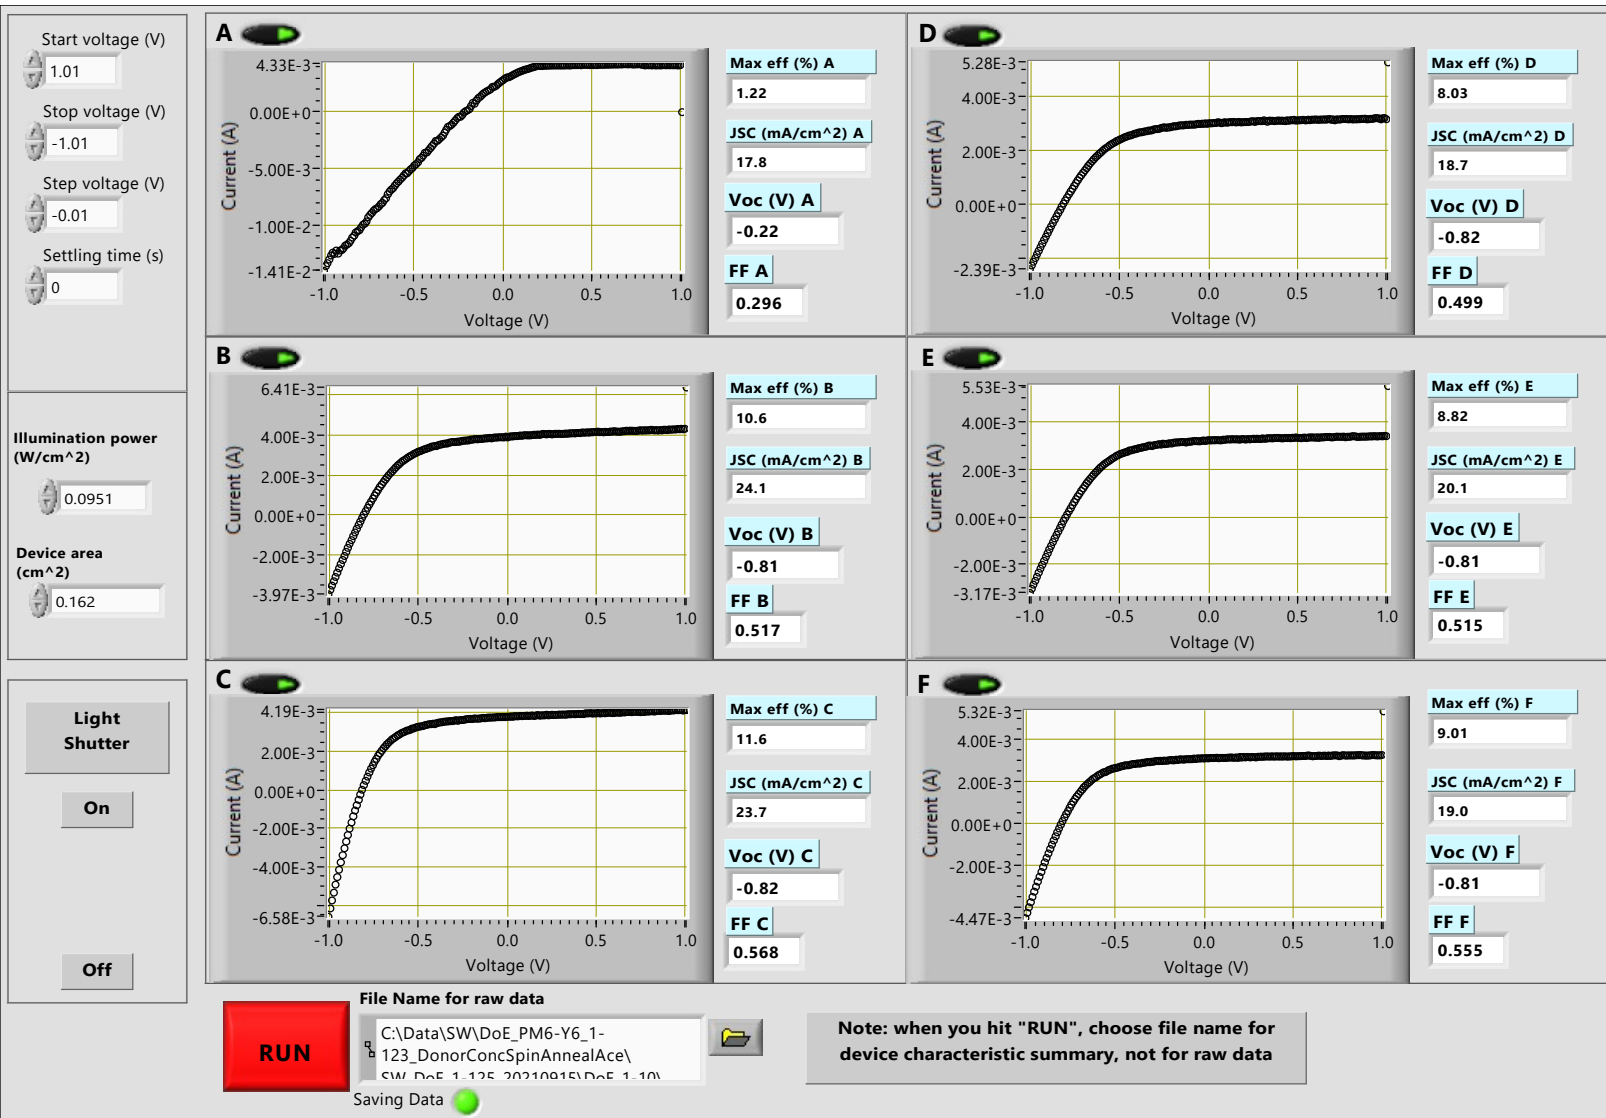 Start voltage (V)
1.01
Stop voltage (V)
-1.01
Step voltage (V)
-0.01
Settling time (s)
0
Illumination power
(W/cm^2)
0.0951
Device area
(cm^2)
0.162
Light
Shutter
On
Off
A
Current (A)
4.33E-3
0.00E+0
-5.00E-3
-1.00E-2
-1.41E-2
-1.0 -0.5 0.0 0.5 1.0
Voltage (V)
Max eff (%) A
1.22
JSC (mA/cm^2) A
17.8
Voc (V) A
-0.22
FF A
0.296
B
Current (A)
6.41E-3
4.00E-3
2.00E-3
0.00E+0
-2.00E-3
-3.97E-3
-1.0 -0.5 0.0 0.5 1.0
Voltage (V)
Max eff (%) B
10.6
JSC (mA/cm^2) B
24.1
Voc (V) B
-0.81
FF B
0.517
C
Current (A)
4.19E-3
2.00E-3
0.00E+0
-2.00E-3
-4.00E-3
-6.58E-3
-1.0 -0.5 0.0 0.5 1.0
Voltage (V)
Max eff (%) C
11.6
JSC (mA/cm^2) C
23.7
Voc (V) C
-0.82
FF C
0.568
D
Current (A)
5.28E-3
4.00E-3
2.00E-3
0.00E+0
-2.39E-3
-1.0 -0.5 0.0 0.5 1.0
Voltage (V)
Max eff (%) D
8.03
JSC (mA/cm^2) D
18.7
Voc (V) D
-0.82
FF D
0.499
E
Current (A)
5.53E-3
4.00E-3
2.00E-3
0.00E+0
-2.00E-3
-3.17E-3
-1.0 -0.5 0.0 0.5 1.0
Voltage (V)
Max eff (%) E
8.82
JSC (mA/cm^2) E
20.1
Voc (V) E
-0.81
FF E
0.515
F
Current (A)
5.32E-3
4.00E-3
2.00E-3
0.00E+0
-2.00E-3
-4.47E-3
-1.0 -0.5 0.0 0.5 1.0
Voltage (V)
Max eff (%) F
9.01
JSC (mA/cm^2) F
19.0
Voc (V) F
-0.81
FF F
0.555
RUN
File Name for raw data
C:\Data\SW\DoE_PM6-Y6_1-
123_DonorConcSpinAnnealAce\
SW_DoE_1-125_20210915\DoE_1-10\
Saving Data
Note: when you hit "RUN", choose file name for
device characteristic summary, not for raw data